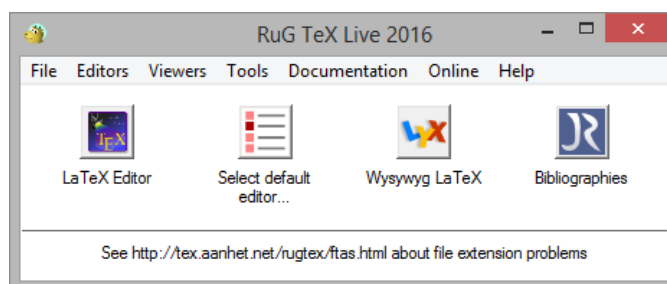 RuG TeX Live 2016
File Editors Viewers Tools Documentation Online Help
TEX
LaTeX Editor
Select default
editor...
LyX
Wysywyg LaTeX
JR
Bibliographies
See http://tex.aanhet.net/rugtex/ftas.html about file extension problems